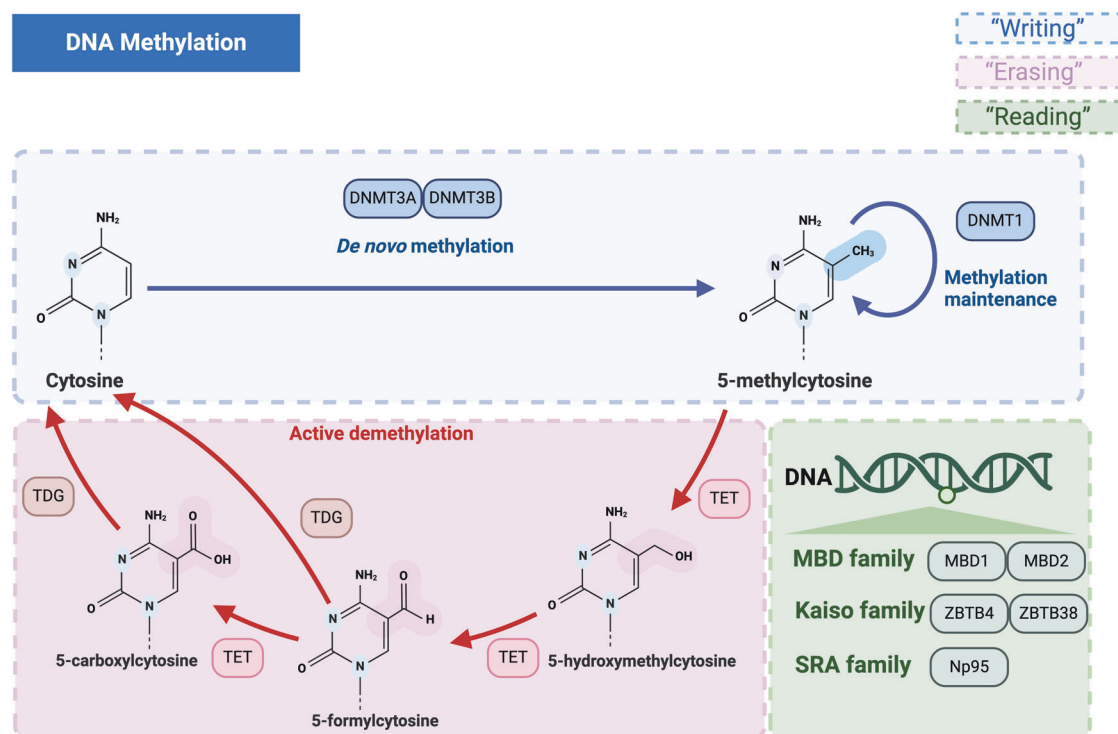 DNA Methylation
“Writing”
“Erasing”
“Reading”
DNMT3A DNMT3B
De novo methylation
DNMT1
Methylation
maintenance
NH₂
N
N
O
Cytosine
NH₂
CH₃
N
N
O
5-methylcytosine
Active demethylation
TDG
TDG
TET
NH₂
O
OH
N
N
O
5-carboxylcytosine
TET
NH₂
O
H
N
N
O
5-formylcytosine
TET
NH₂
OH
N
N
O
5-hydroxymethylcytosine
DNA
MBD family MBD1 MBD2
Kaiso family ZBTB4 ZBTB38
SRA family Np95